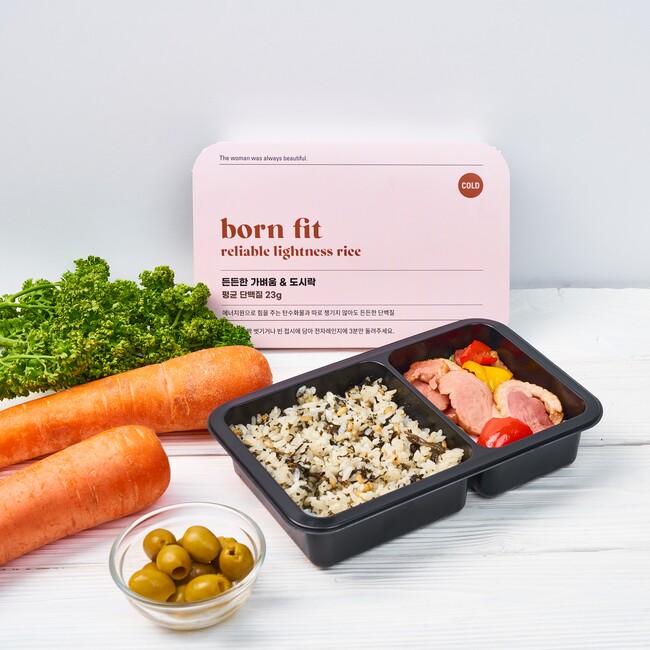 The woman was always beautiful.
COLD
born fit
reliable lightness rice
든든한 가벼움 & 도시락
평균 단백질 23g
에너지원으로 힘을 주는 탄수화물과 따로 챙기지 않아도 든든한 단백질
벗기거나 빈 접시에 담아 전자레인지에 3분만 돌려주세요.